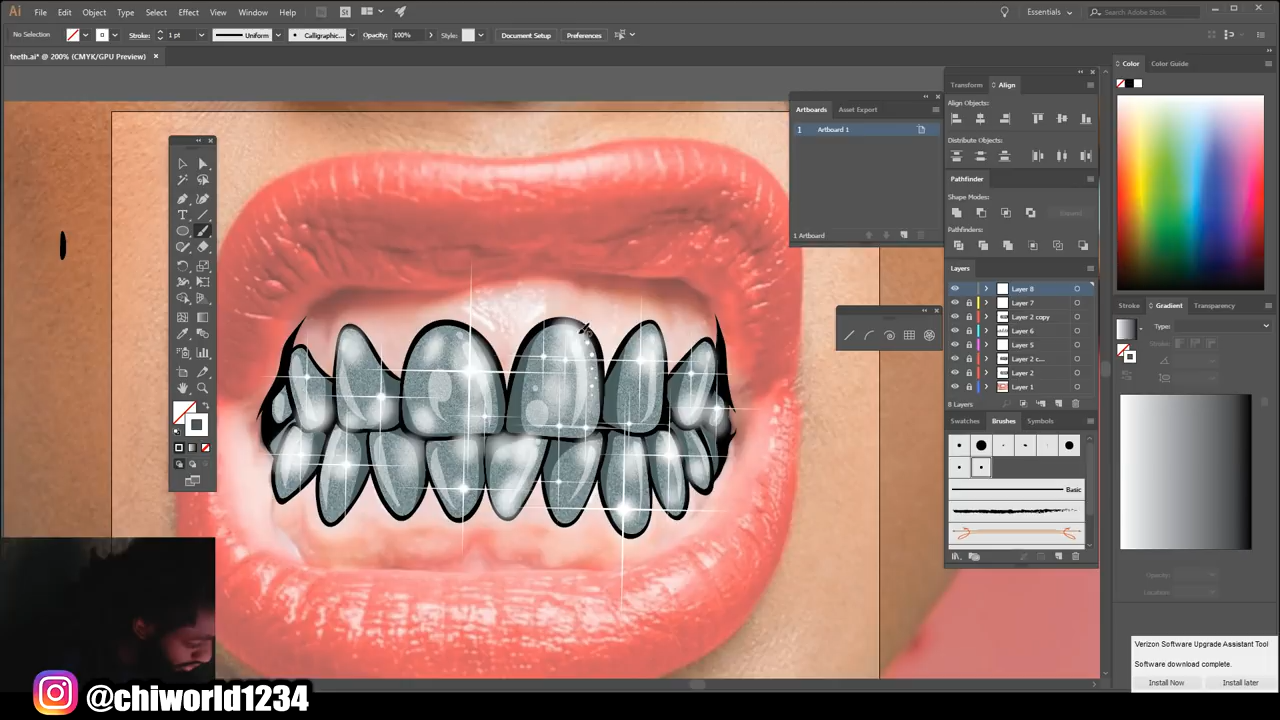 Ai File Edit Object Type Select Effect View Window Help Br St Essentials Search Adobe Stock
No Selection Stroke: 1 pt Uniform Calligraphic... Opacity: 100% Style: Document Setup Preferences
teeth.ai* @ 200% (CMYK/GPU Preview)
Color Color Guide
Transform Align
Align Objects:
Distribute Objects:
Artboards Asset Export
1 Artboard 1
1 Artboard
Pathfinder
Shape Modes:
Expand
Pathfinders:
Layers
Layer 8
Layer 7
Layer 2 copy
Layer 6
Layer 5
Layer 2 c...
Layer 2
Layer 1
8 Layers
Swatches Brushes Symbols
Basic
Stroke Gradient Transparency
Type:
Opacity:
Location:
Verizon Software Upgrade Assistant Tool
Software download complete.
Install Now Install later
@chiworld1234